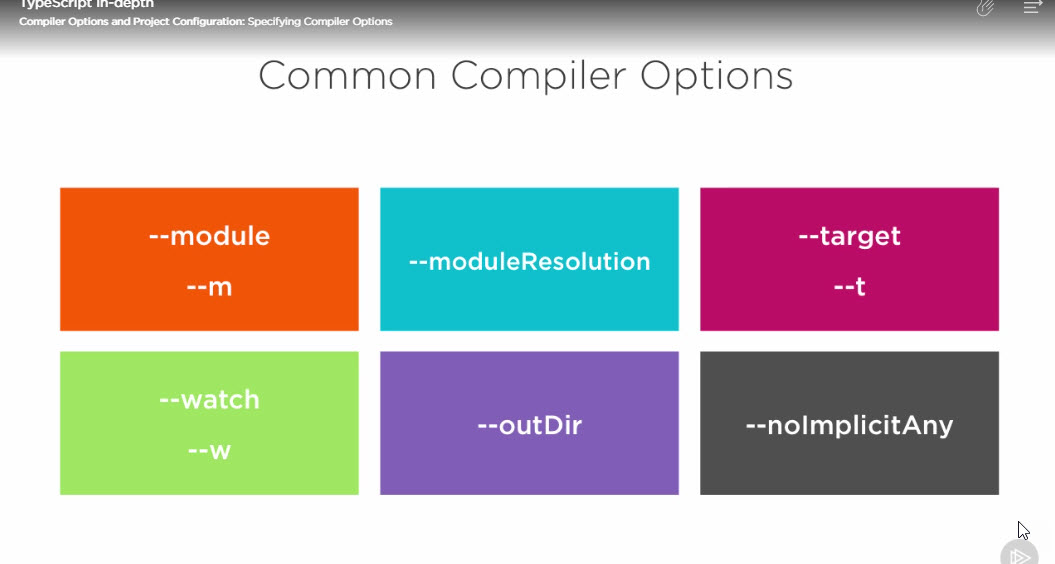 TypeScript In-depth
Compiler Options and Project Configuration: Specifying Compiler Options
Common Compiler Options
--module
--m
--moduleResolution
--target
--t
--watch
--w
--outDir
--noImplicitAny